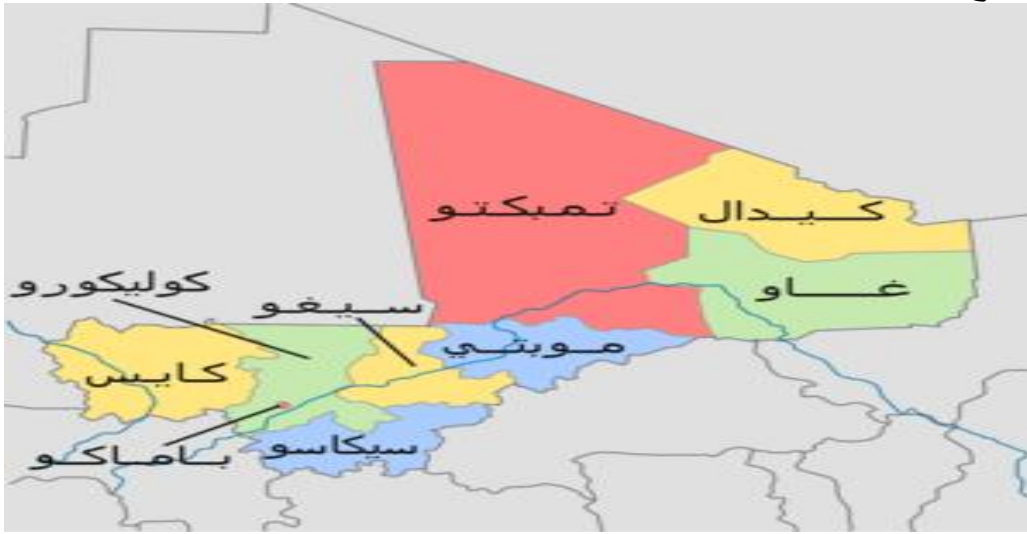 تمبكتو
كيدال
غاو
كوليكورو
سيغو
موبتي
كايس
سيكاسو
باماكو